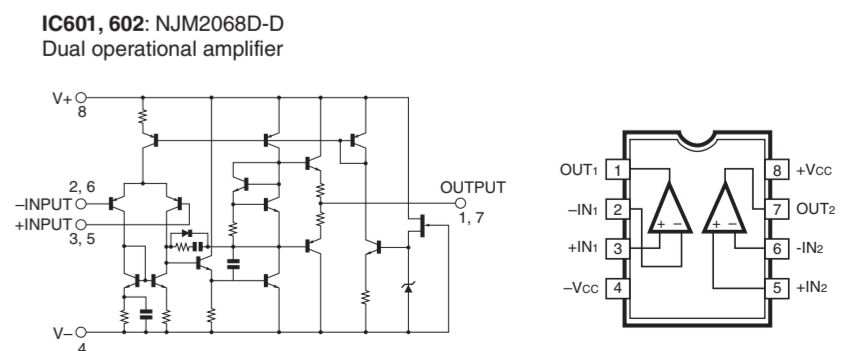 IC601, 602: NJM2068D-D
Dual operational amplifier
V+
8
2, 6
–INPUT
+INPUT
3, 5
OUTPUT
1, 7
V–
4
OUT1 1
–IN1 2
+IN1 3
–VCC 4
8 +VCC
7 OUT2
6 -IN2
5 +IN2
+ –
+ –